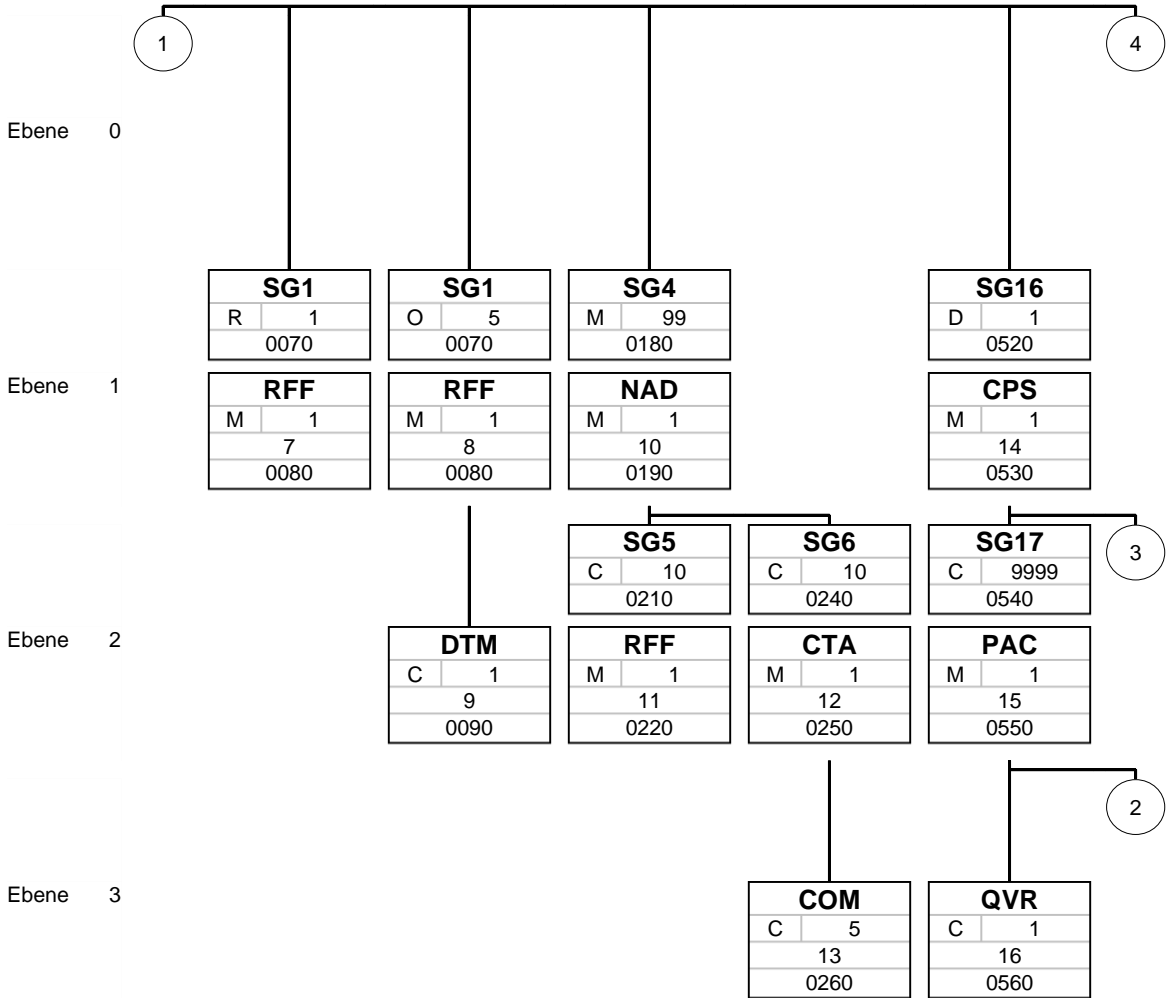 1 4
Ebene 0
SG1 SG1 SG4 SG16
R 1 O 5 M 99 D 1
0070 0070 0180 0520
Ebene 1
RFF RFF NAD CPS
M 1 M 1 M 1 M 1
7 8 10 14
0080 0080 0190 0530
SG5 SG6 SG17 3
C 10 C 10 C 9999
0210 0240 0540
Ebene 2
DTM RFF CTA PAC
C 1 M 1 M 1 M 1
9 11 12 15
0090 0220 0250 0550
2
Ebene 3
COM QVR
C 5 C 1
13 16
0260 0560